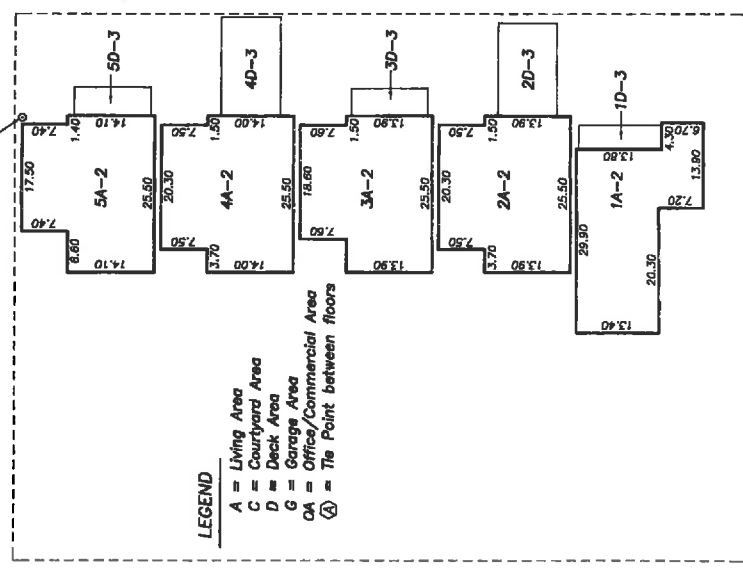 7.40
17.50
7.40
6.60
14.10
5A-2
1.40
14.10
25.50
5D-3
7.50
20.30
7.50
3.70
14.00
4A-2
1.50
14.00
25.50
4D-3
7.60
18.60
7.60
13.90
3A-2
1.50
13.90
25.50
3D-3
7.50
20.30
7.50
3.70
13.90
2A-2
1.50
13.90
25.50
2D-3
1D-3
13.80
4.30
6.70
1A-2
29.90
13.90
7.20
20.30
13.40
LEGEND
A = Living Area
C = Courtyard Area
D = Deck Area
G = Garage Area
OA = Office/Commercial Area
A = Tie Point between floors